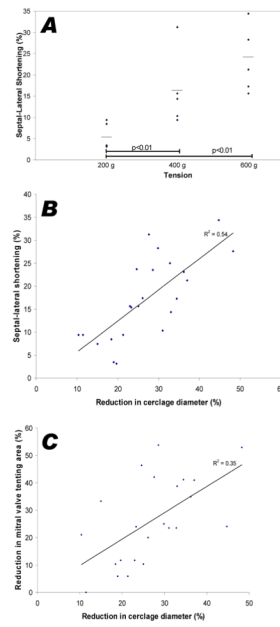 A
Septal-Lateral Shortening (%)
35
30
25
20
15
10
5
0
p<0.01
p<0.01
200 g
400 g
600 g
Tension
B
Septal-lateral shortening (%)
40
35
30
25
20
15
10
5
0
R² = 0.54
0
10
20
30
40
50
60
Reduction in cerclage diameter (%)
C
Reduction in mitral valve tenting area (%)
60
50
40
30
20
10
0
R² = 0.35
0
10
20
30
40
50
Reduction in cerclage diameter (%)